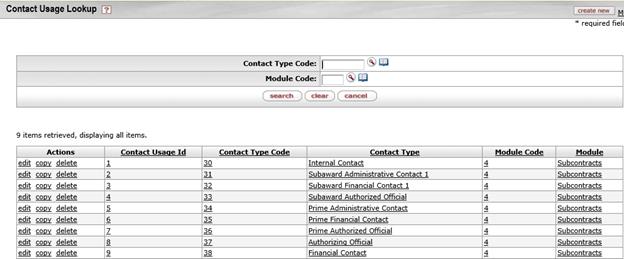 Contact Usage Lookup ?
create new
* required fiel
Contact Type Code:
Module Code:
search clear cancel
9 items retrieved, displaying all items.
Actions Contact Usage Id Contact Type Code Contact Type Module Code Module
edit copy delete 1 30 Internal Contact 4 Subcontracts
edit copy delete 2 31 Subaward Administrative Contact 1 4 Subcontracts
edit copy delete 3 32 Subaward Financial Contact 1 4 Subcontracts
edit copy delete 4 33 Subaward Authorized Official 4 Subcontracts
edit copy delete 5 34 Prime Administrative Contact 4 Subcontracts
edit copy delete 6 35 Prime Financial Contact 4 Subcontracts
edit copy delete 7 36 Prime Authorized Official 4 Subcontracts
edit copy delete 8 37 Authorizing Official 4 Subcontracts
edit copy delete 9 38 Financial Contact 4 Subcontracts